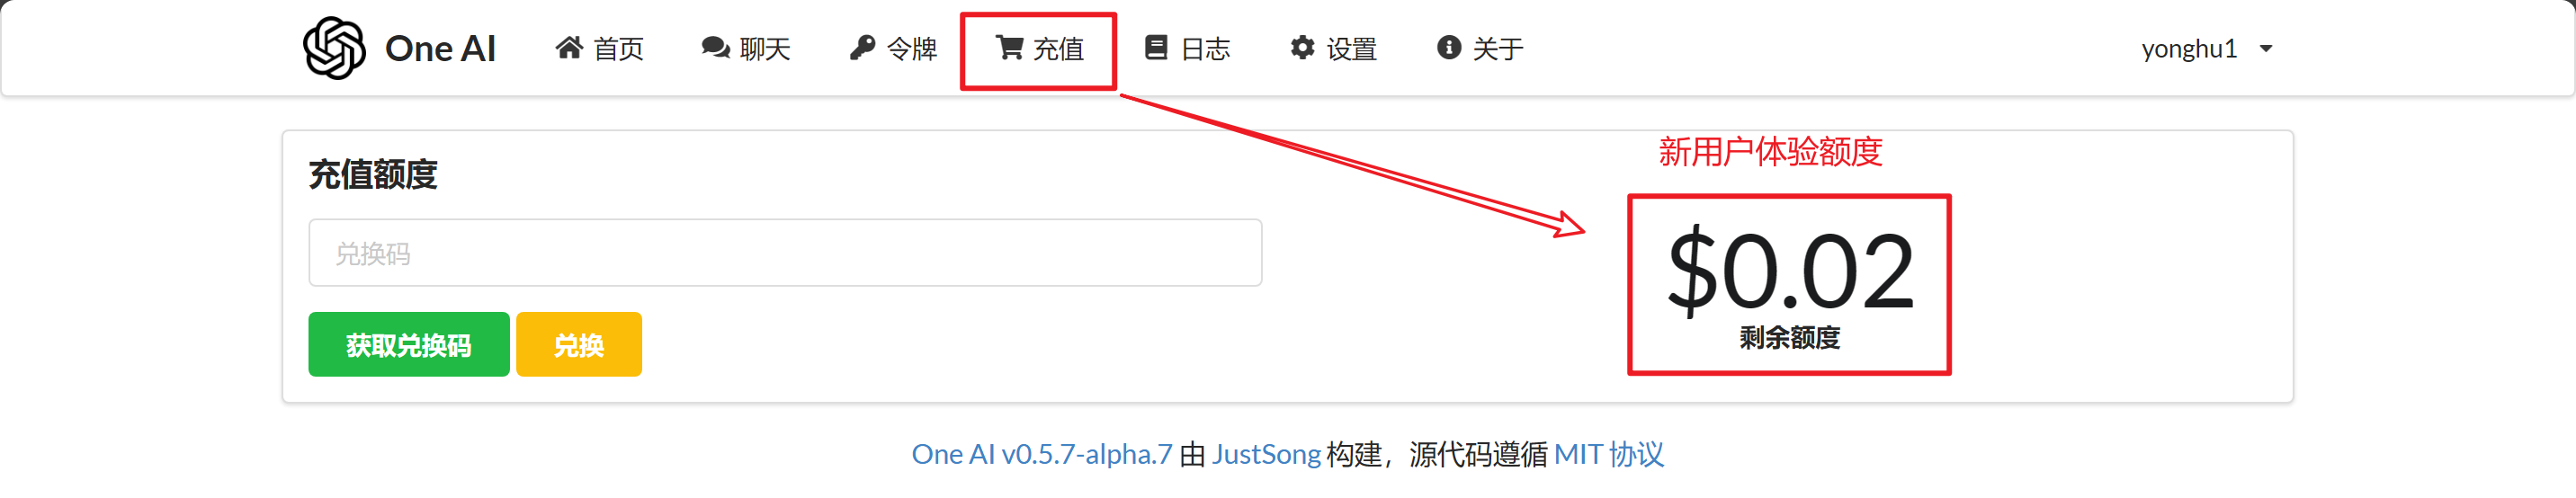 One AI 首页 聊天 令牌 充值 日志 设置 关于 yonghu1
新用户体验额度
充值额度
兑换码
$0.02
剩余额度
获取兑换码 兑换
One AI v0.5.7-alpha.7 由 JustSong 构建，源代码遵循 MIT 协议